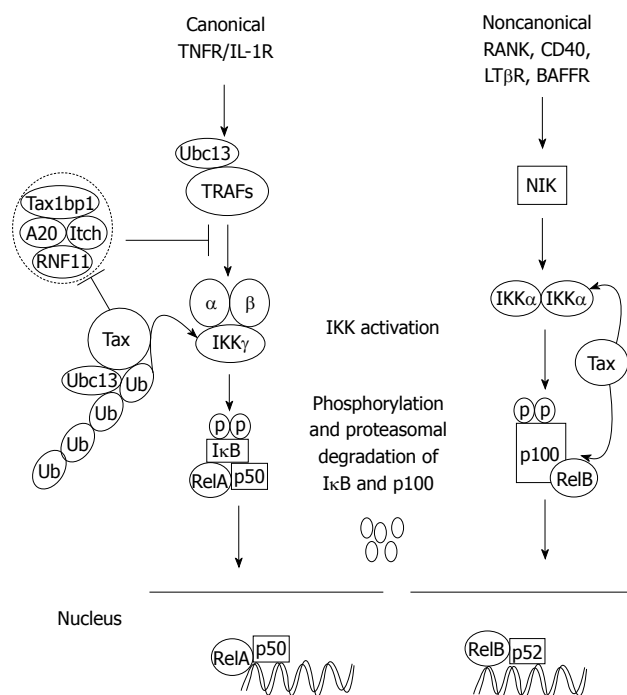 Canonical
TNFR/IL-1R
Noncanonical
RANK, CD40,
LTβR, BAFFR
Ubc13
TRAFs
NIK
Tax1bp1
A20
Itch
RNF11
α
β
IKKγ
IKKα
IKKα
IKK activation
Tax
Ubc13
Ub
Ub
Ub
Ub
Tax
p
p
IκB
RelA
p50
Phosphorylation
and proteasomal
degradation of
IκB and p100
p
p
p100
RelB
Nucleus
RelA
p50
RelB
p52